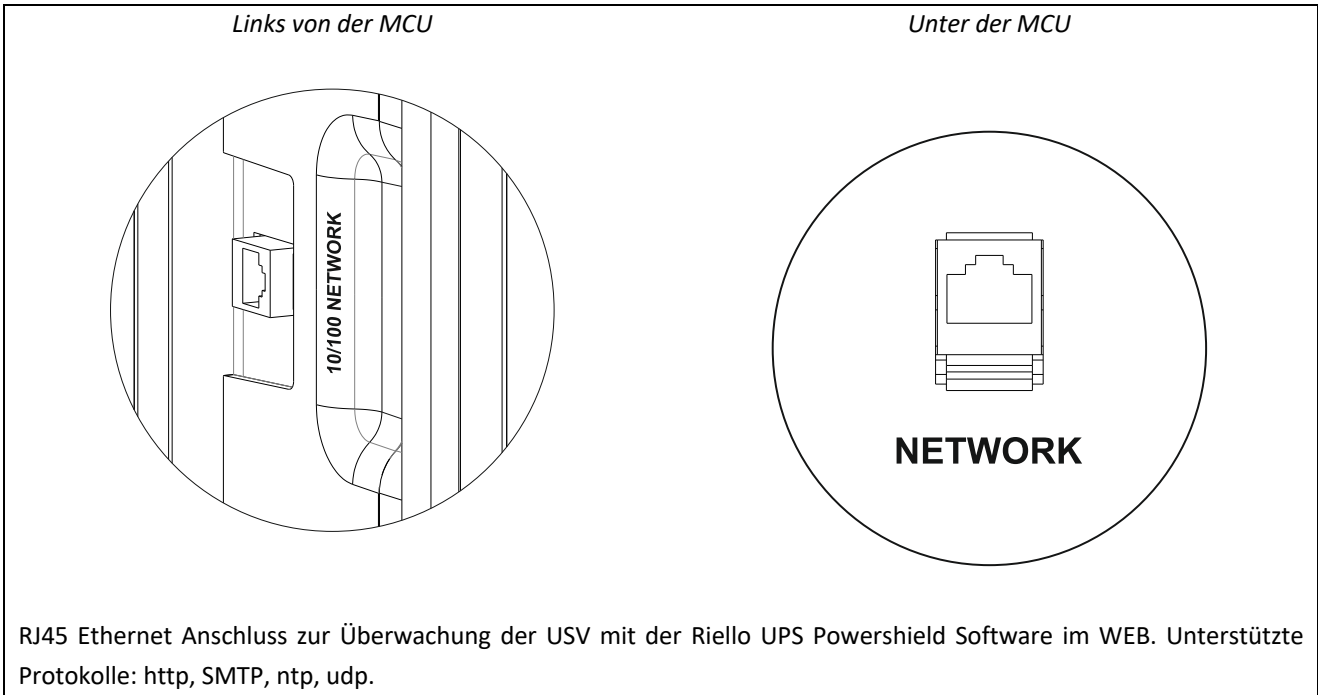 Links von der MCU
Unter der MCU
10/100 NETWORK
NETWORK
RJ45 Ethernet Anschluss zur Überwachung der USV mit der Riello UPS Powershield Software im WEB. Unterstützte
Protokolle: http, SMTP, ntp, udp.